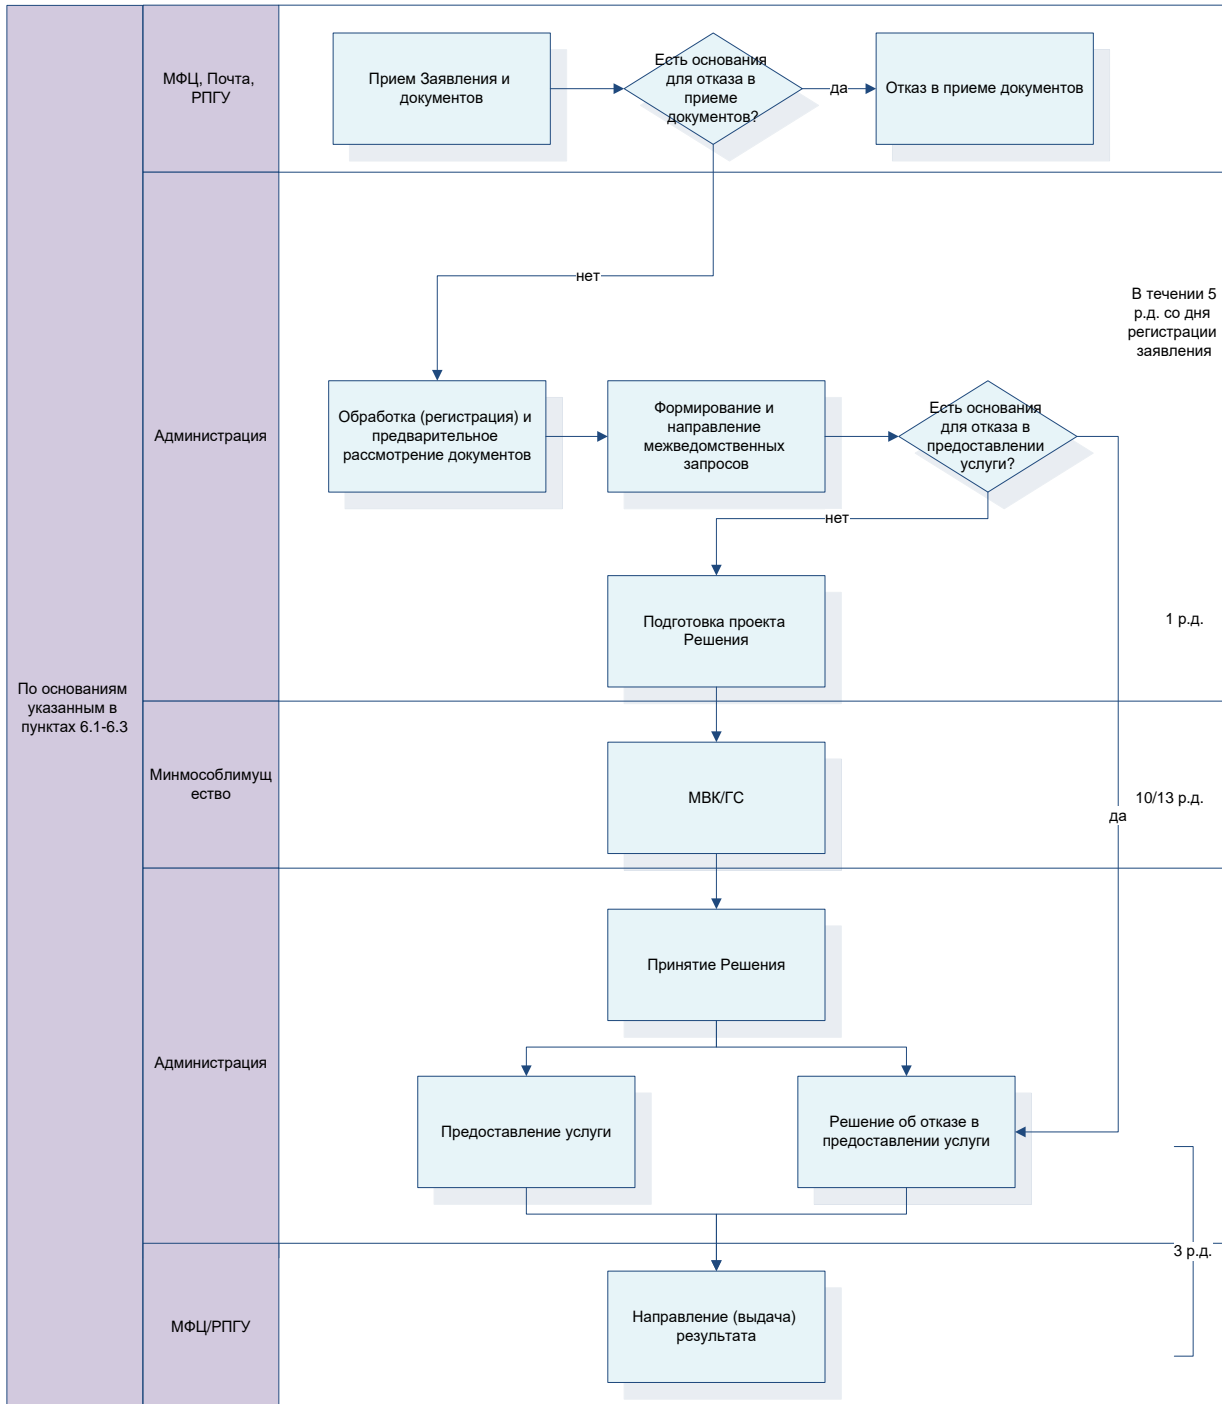 МФЦ, Почта,
РПГУ
Прием Заявления и
документов
Есть основания
для отказа в
приеме
документов?
да
Отказ в приеме документов
нет
В течении 5
р.д. со дня
регистрации
заявления
Администрация
Обработка (регистрация) и
предварительное
рассмотрение документов
Формирование и
направление
межведомственных
запросов
Есть основания
для отказа в
предоставлении
услуги?
нет
Подготовка проекта
Решения
1 р.д.
По основаниям
указанным в
пунктах 6.1-6.3
Минмособлимущ
ество
МВК/ГС
10/13 р.д.
да
Принятие Решения
Администрация
Предоставление услуги
Решение об отказе в
предоставлении услуги
3 р.д.
МФЦ/РПГУ
Направление (выдача)
результата